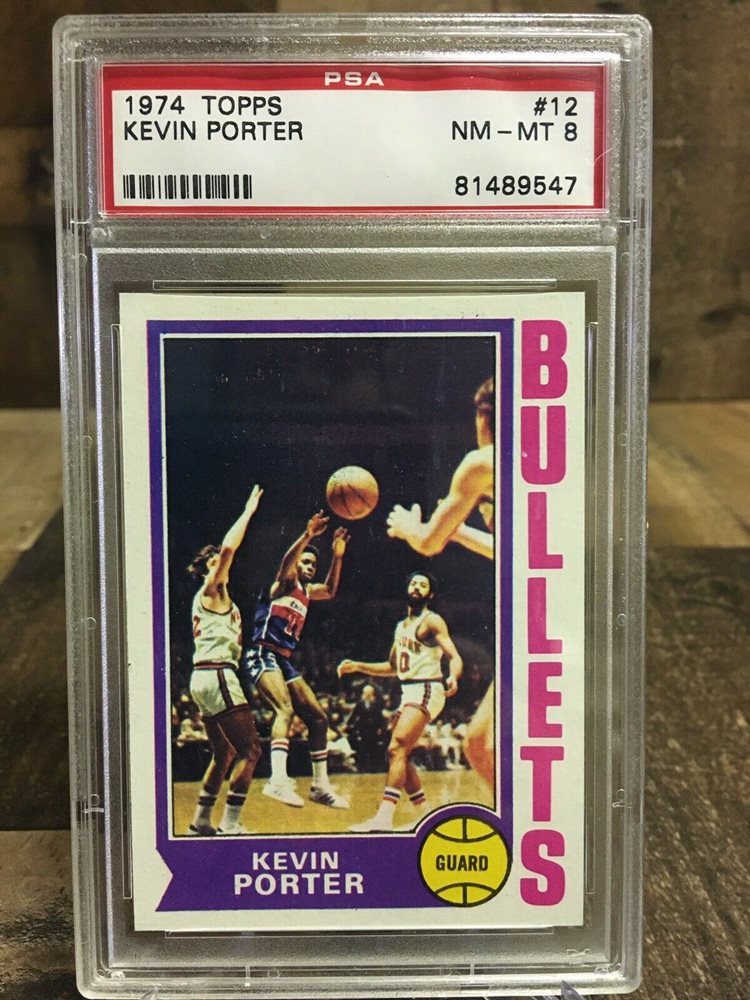 PSA
1974 TOPPS #12
KEVIN PORTER NM-MT 8
81489547
BULLETS
KEVIN
PORTER
GUARD